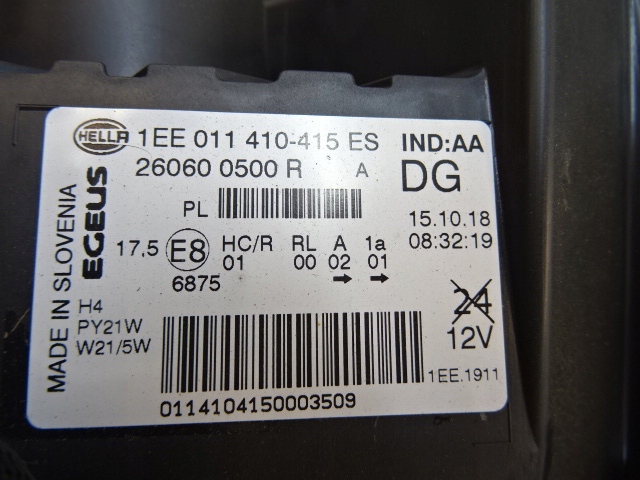 HELLA 1EE 011 410-415 ES IND:AA
26060 0500 R A DG
PL 15.10.18
08:32:19
MADE IN SLOVENIA
EGEUS
17,5 E8 HC/R RL A 1a
01 00 02 01
6875 → →
H4
PY21W
W21/5W
24
12V
1EE.1911
0114104150003509